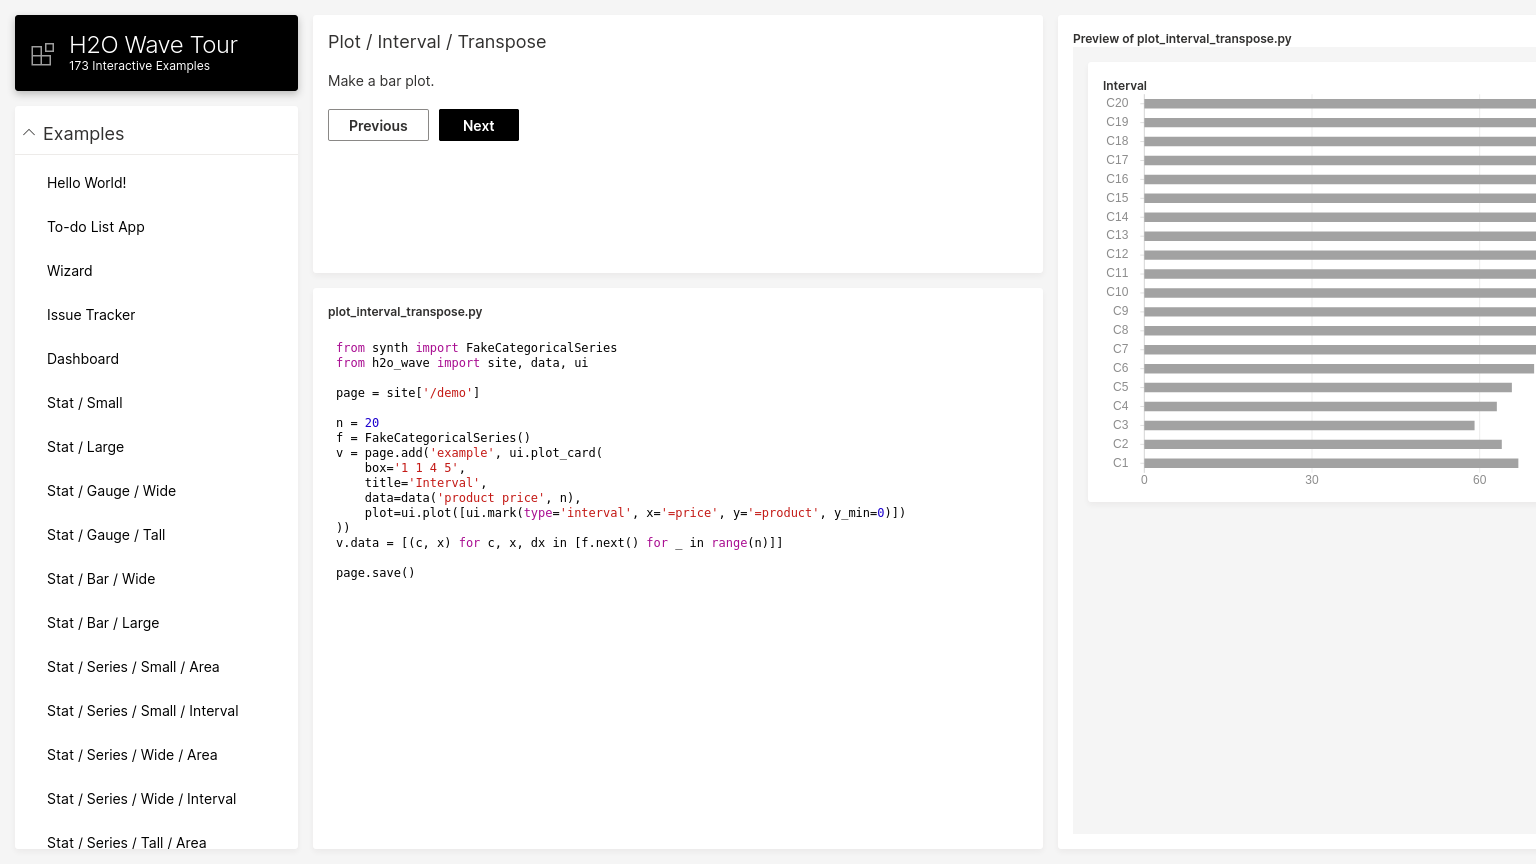 H2O Wave Tour
173 Interactive Examples
Examples
Hello World!
To-do List App
Wizard
Issue Tracker
Dashboard
Stat / Small
Stat / Large
Stat / Gauge / Wide
Stat / Gauge / Tall
Stat / Bar / Wide
Stat / Bar / Large
Stat / Series / Small / Area
Stat / Series / Small / Interval
Stat / Series / Wide / Area
Stat / Series / Wide / Interval
Stat / Series / Tall / Area
Plot / Interval / Transpose
Make a bar plot.
Previous
Next
plot_interval_transpose.py
from synth import FakeCategoricalSeries
from h2o_wave import site, data, ui
page = site['/demo']
n = 20
f = FakeCategoricalSeries()
v = page.add('example', ui.plot_card(
    box='1 1 4 5',
    title='Interval',
    data=data('product price', n),
    plot=ui.plot([ui.mark(type='interval', x='=price', y='=product', y_min=0)])
))
v.data = [(c, x) for c, x, dx in [f.next() for _ in range(n)]]
page.save()
Preview of plot_interval_transpose.py
Interval
C20
C19
C18
C17
C16
C15
C14
C13
C12
C11
C10
C9
C8
C7
C6
C5
C4
C3
C2
C1
0 30 60